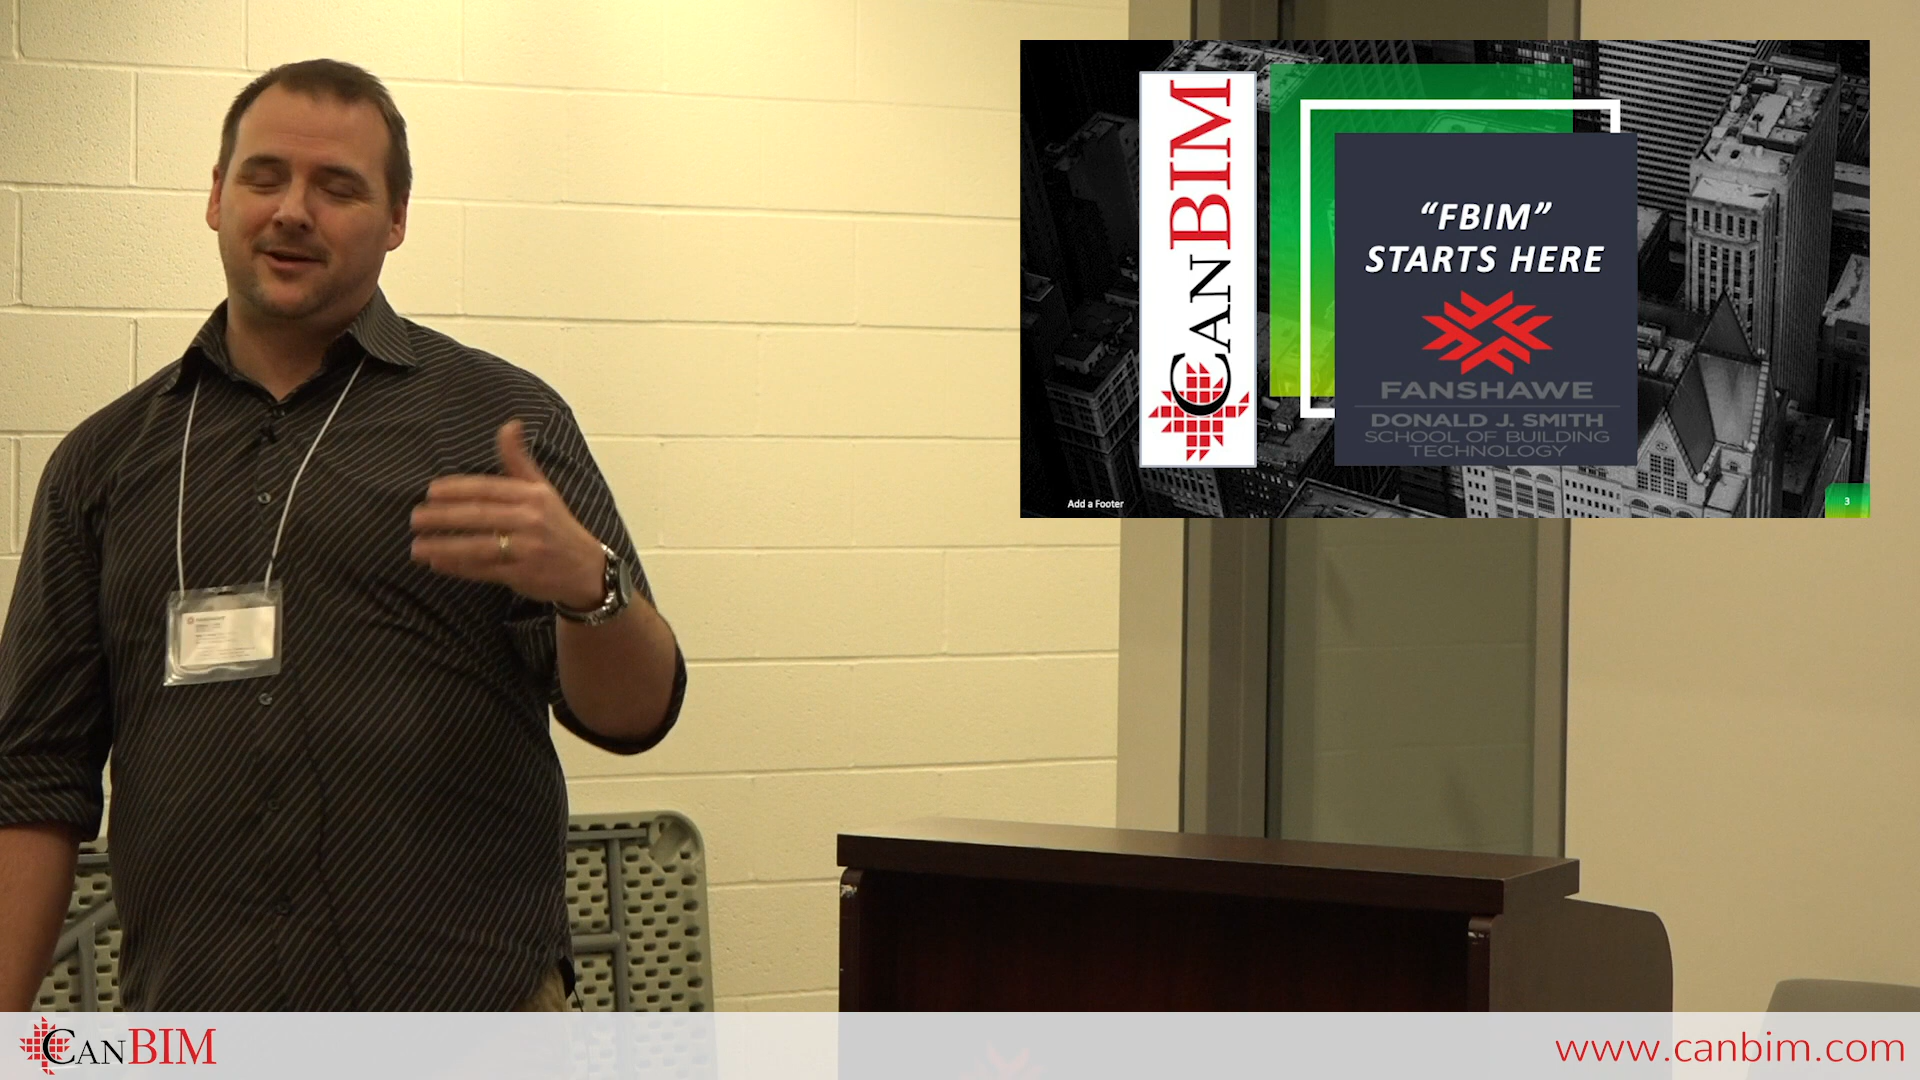 CANBIM
“FBIM”
STARTS HERE
FANSHAWE
DONALD J. SMITH
SCHOOL OF BUILDING
TECHNOLOGY
Add a Footer
3
CANBIM
www.canbim.com